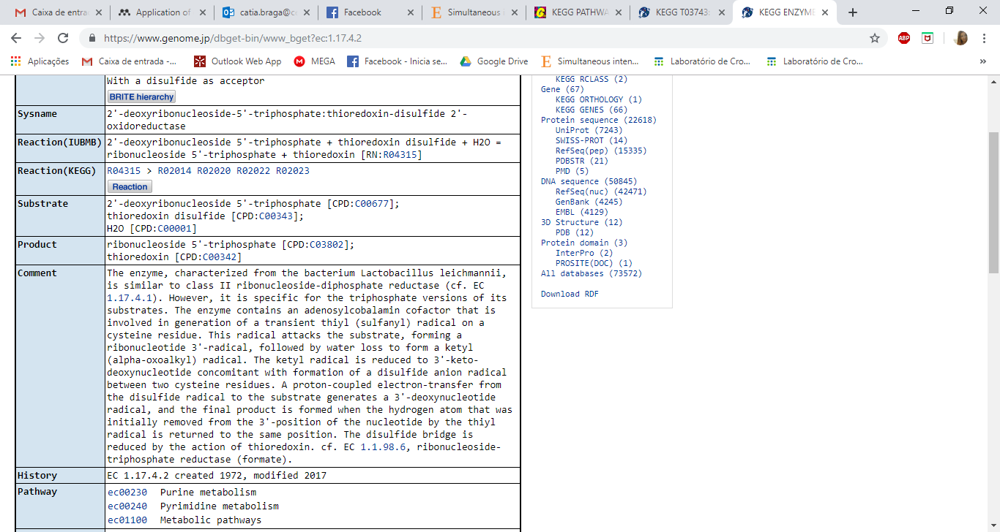 Caixa de entra
Application of
catia.braga@c
Facebook
Simultaneous i
KEGG PATHWA
KEGG T03743:
KEGG ENZYME
https://www.genome.jp/dbget-bin/www_bget?ec:1.17.4.2
ABP
Aplicações
Caixa de entrada -...
Outlook Web App
MEGA
Facebook - Inicia se...
Google Drive
Simultaneous inten...
Laboratório de Cro...
Laboratório de Cro...
With a disulfide as acceptor
BRITE hierarchy
Sysname
2'-deoxyribonucleoside-5'-triphosphate:thioredoxin-disulfide 2'-
oxidoreductase
Reaction(IUBMB)
2'-deoxyribonucleoside 5'-triphosphate + thioredoxin disulfide + H2O =
ribonucleoside 5'-triphosphate + thioredoxin [RN:R04315]
Reaction(KEGG)
R04315 > R02014 R02020 R02022 R02023
Reaction
Substrate
2'-deoxyribonucleoside 5'-triphosphate [CPD:C00677];
thioredoxin disulfide [CPD:C00343];
H2O [CPD:C00001]
Product
ribonucleoside 5'-triphosphate [CPD:C03802];
thioredoxin [CPD:C00342]
Comment
The enzyme, characterized from the bacterium Lactobacillus leichmannii,
is similar to class II ribonucleoside-diphosphate reductase (cf. EC
1.17.4.1). However, it is specific for the triphosphate versions of its
substrates. The enzyme contains an adenosylcobalamin cofactor that is
involved in generation of a transient thiyl (sulfanyl) radical on a
cysteine residue. This radical attacks the substrate, forming a
ribonucleotide 3'-radical, followed by water loss to form a ketyl
(alpha-oxoalkyl) radical. The ketyl radical is reduced to 3'-keto-
deoxynucleotide concomitant with formation of a disulfide anion radical
between two cysteine residues. A proton-coupled electron-transfer from
the disulfide radical to the substrate generates a 3'-deoxynucleotide
radical, and the final product is formed when the hydrogen atom that was
initially removed from the 3'-position of the nucleotide by the thiyl
radical is returned to the same position. The disulfide bridge is
reduced by the action of thioredoxin. cf. EC 1.1.98.6, ribonucleoside-
triphosphate reductase (formate).
History
EC 1.17.4.2 created 1972, modified 2017
Pathway
ec00230 Purine metabolism
ec00240 Pyrimidine metabolism
ec01100 Metabolic pathways
KEGG RCLASS (2)
Gene (67)
KEGG ORTHOLOGY (1)
KEGG GENES (66)
Protein sequence (22618)
UniProt (7243)
SWISS-PROT (14)
RefSeq(pep) (15335)
PDBSTR (21)
PMD (5)
DNA sequence (50845)
RefSeq(nuc) (42471)
GenBank (4245)
EMBL (4129)
3D Structure (12)
PDB (12)
Protein domain (3)
InterPro (2)
PROSITE(DOC) (1)
All databases (73572)
Download RDF